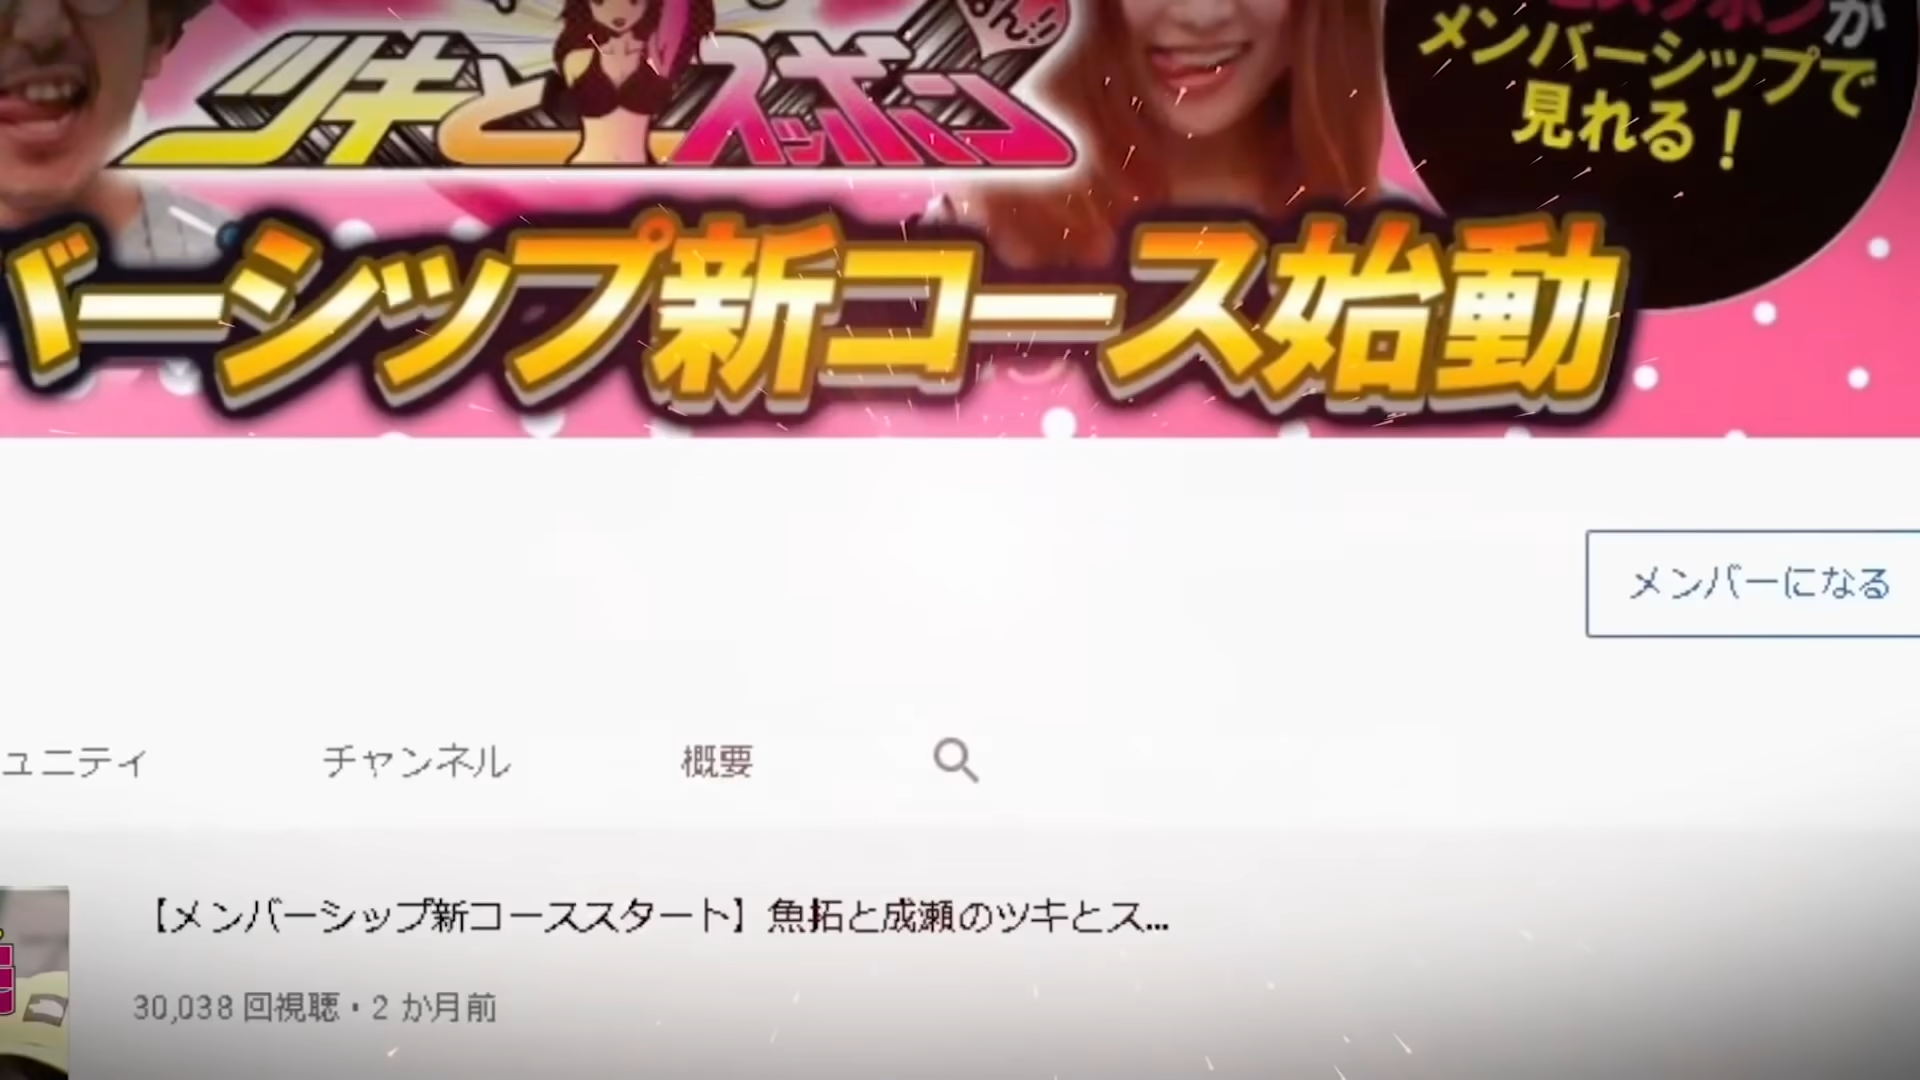 ツキとスッポン
メンバーシップで
見れる！
バーシップ新コース始動
メンバーになる
ュニティ
チャンネル
概要
【メンバーシップ新コーススタート】魚拓と成瀬のツキとス...
30,038 回視聴・2 か月前